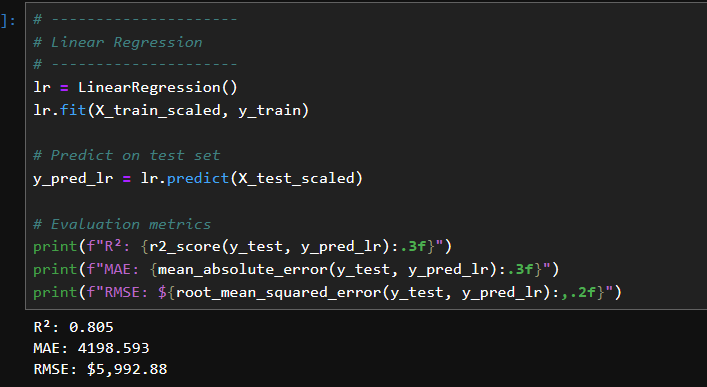 ]: # ---------------------
# Linear Regression
# ---------------------
lr = LinearRegression()
lr.fit(X_train_scaled, y_train)
# Predict on test set
y_pred_lr = lr.predict(X_test_scaled)
# Evaluation metrics
print(f"R²: {r2_score(y_test, y_pred_lr):.3f}")
print(f"MAE: {mean_absolute_error(y_test, y_pred_lr):.3f}")
print(f"RMSE: ${root_mean_squared_error(y_test, y_pred_lr):,.2f}")
R²: 0.805
MAE: 4198.593
RMSE: $5,992.88